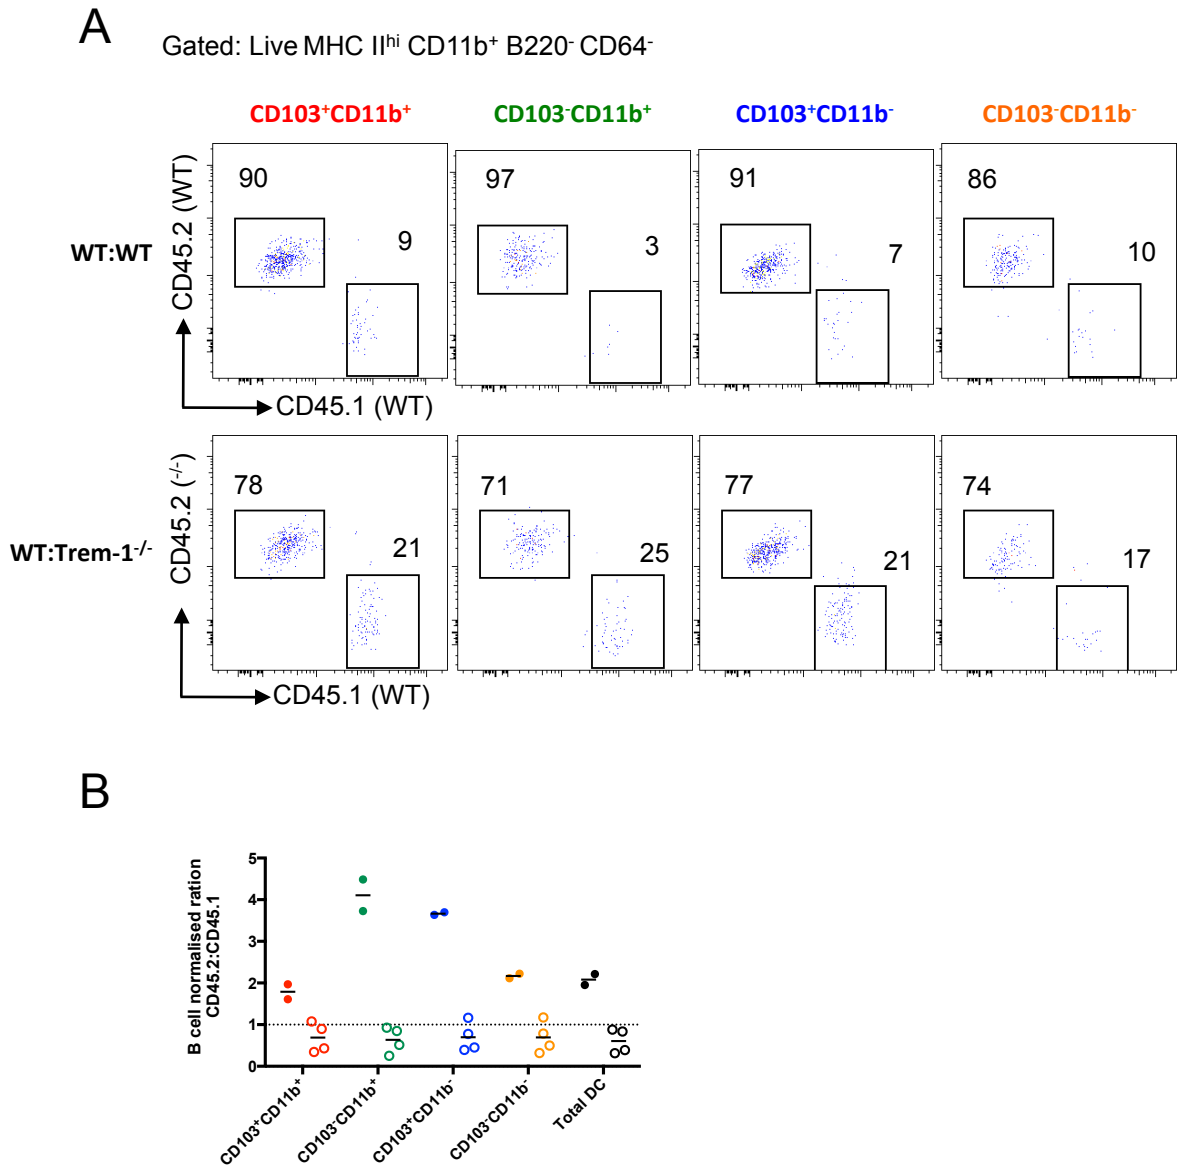 A
Gated: Live MHC IIʰⁱ CD11b⁺ B220⁻ CD64⁻
CD103⁺CD11b⁺ CD103⁻CD11b⁺ CD103⁺CD11b⁻ CD103⁻CD11b⁻
WT:WT
CD45.2 (WT)
90 9
97 3
91 7
86 10
CD45.1 (WT)
WT:Trem-1⁻/⁻
CD45.2 (⁻/⁻)
78 21
71 25
77 21
74 17
CD45.1 (WT)
B
B cell normalised ration
CD45.2:CD45.1
5
4
3
2
1
0
CD103⁺CD11b⁺
CD103⁻CD11b⁺
CD103⁺CD11b⁻
CD103⁻CD11b⁻
Total DC